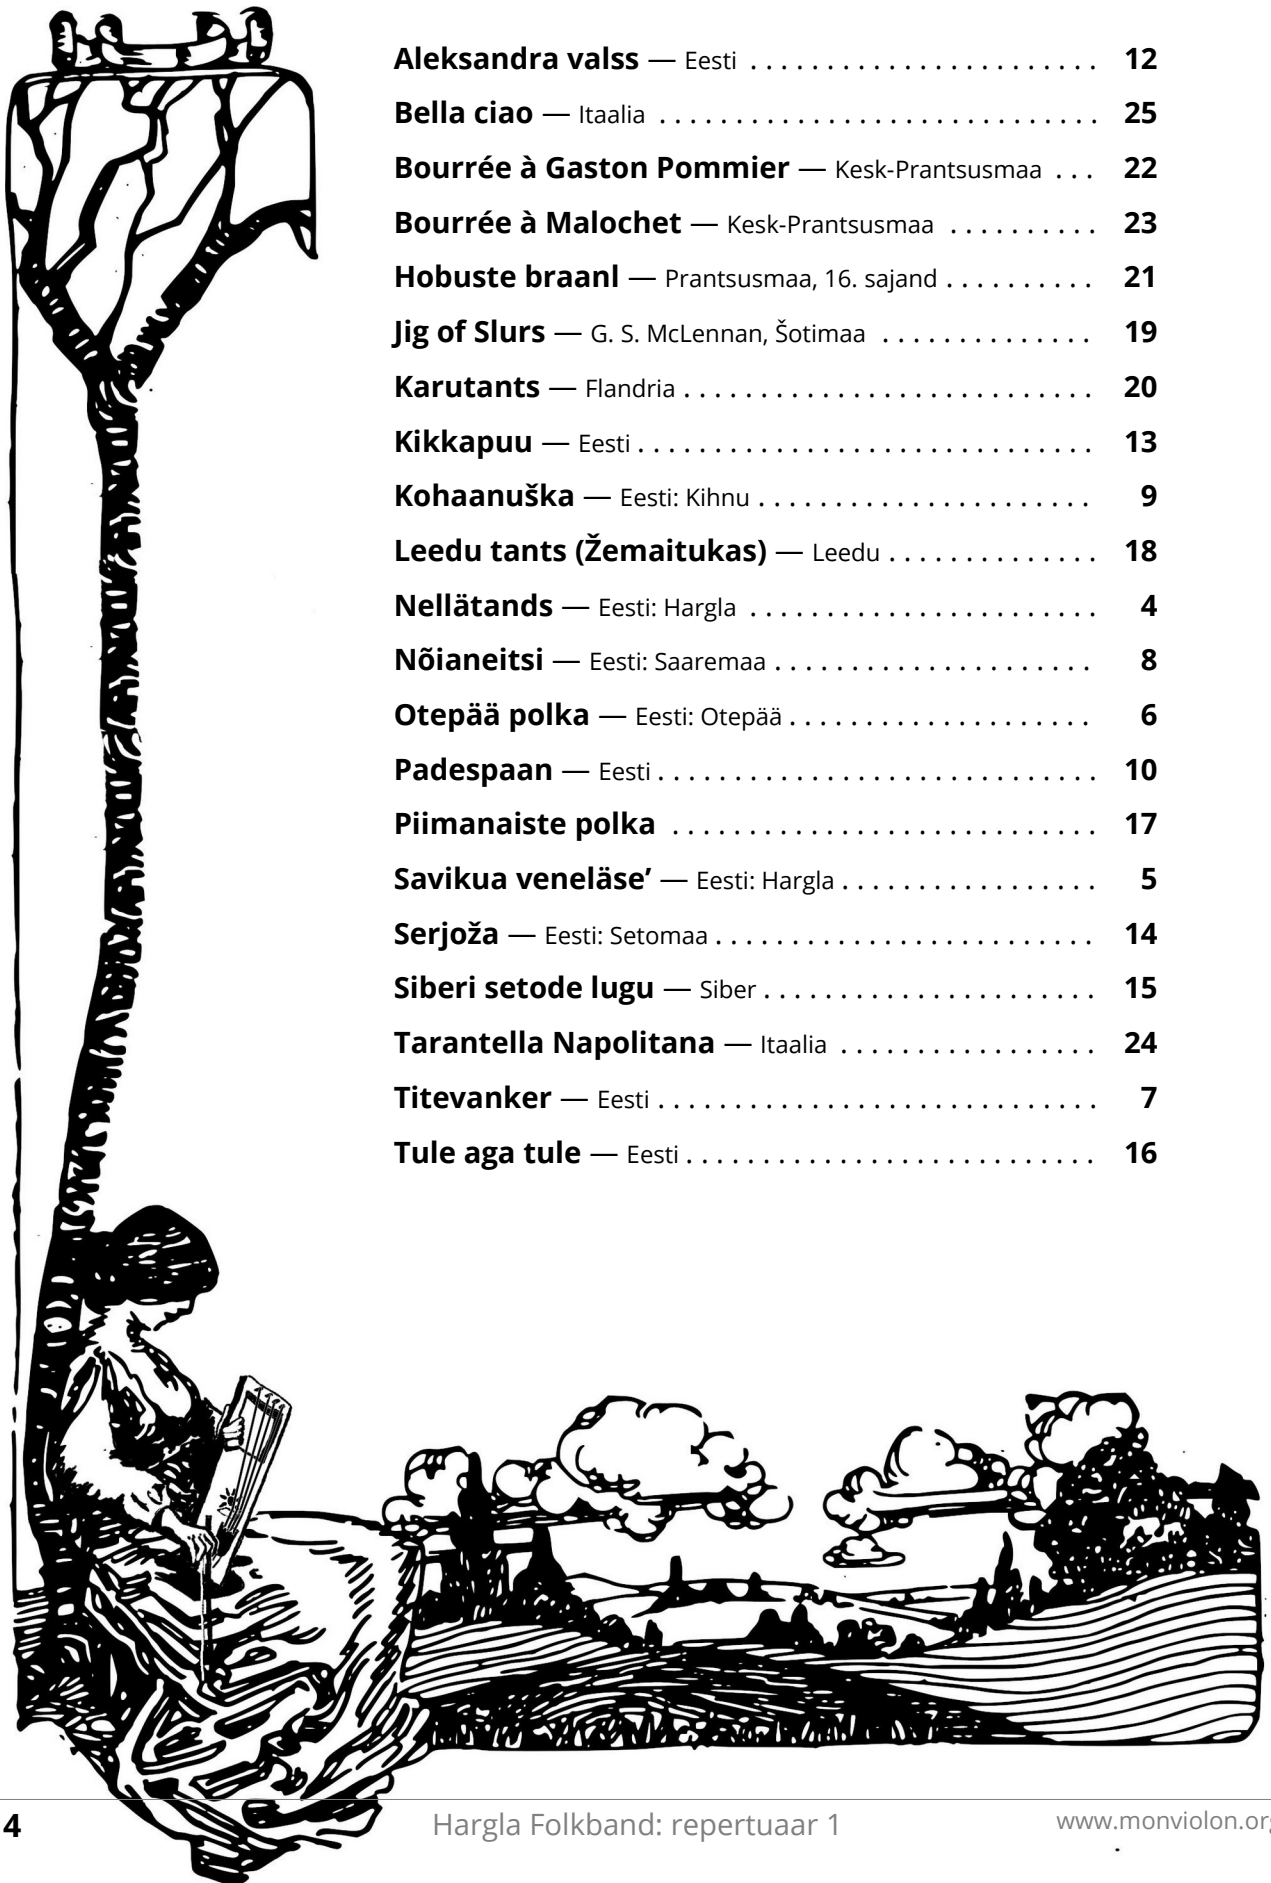 Aleksandra valss — Eesti . . . . . . . . . . . . . . . . . . . . . . . 12
Bella ciao — Itaalia . . . . . . . . . . . . . . . . . . . . . . . . . . . . . 25
Bourrée à Gaston Pommier — Kesk-Prantsusmaa . . . 22
Bourrée à Malochet — Kesk-Prantsusmaa . . . . . . . . . . 23
Hobuste braanl — Prantsusmaa, 16. sajand . . . . . . . . . . 21
Jig of Slurs — G. S. McLennan, Šotimaa . . . . . . . . . . . . . . 19
Karutants — Flandria . . . . . . . . . . . . . . . . . . . . . . . . . . . 20
Kikkapuu — Eesti . . . . . . . . . . . . . . . . . . . . . . . . . . . . . . 13
Kohaanuška — Eesti: Kihnu . . . . . . . . . . . . . . . . . . . . . . 9
Leedu tants (Žemaitukas) — Leedu . . . . . . . . . . . . . . 18
Nellätands — Eesti: Hargla . . . . . . . . . . . . . . . . . . . . . . . 4
Nõianeitsi — Eesti: Saaremaa . . . . . . . . . . . . . . . . . . . . . 8
Otepää polka — Eesti: Otepää . . . . . . . . . . . . . . . . . . . . 6
Padespaan — Eesti . . . . . . . . . . . . . . . . . . . . . . . . . . . . . 10
Piimanaiste polka . . . . . . . . . . . . . . . . . . . . . . . . . . . . 17
Savikua veneläse’ — Eesti: Hargla . . . . . . . . . . . . . . . . . 5
Serjoža — Eesti: Setomaa . . . . . . . . . . . . . . . . . . . . . . . . . 14
Siberi setode lugu — Siber . . . . . . . . . . . . . . . . . . . . . . 15
Tarantella Napolitana — Itaalia . . . . . . . . . . . . . . . . . 24
Titevanker — Eesti . . . . . . . . . . . . . . . . . . . . . . . . . . . . . 7
Tule aga tule — Eesti . . . . . . . . . . . . . . . . . . . . . . . . . . . 16
4 Hargla Folkband: repertuaar 1 www.monviolon.org